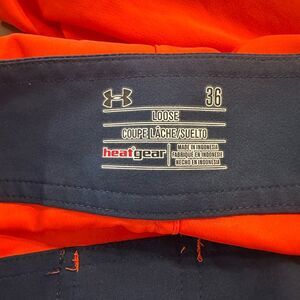 36
LOOSE
COUPE LÂCHE/SUELTO
heatgear
MADE IN INDONESIA
FABRIQUÉ EN INDONÉSIE
HECHO EN INDONESIA